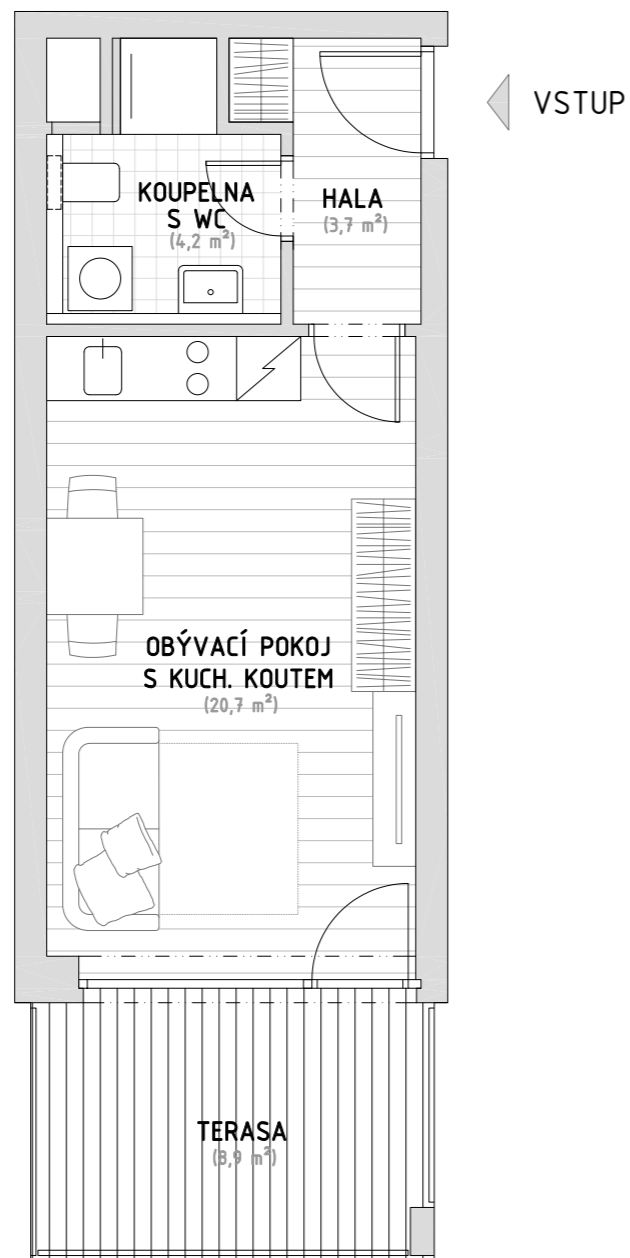 VSTUP
KOUPELNA
S WC
(4,2 m²)
HALA
(3,7 m²)
OBÝVACÍ POKOJ
S KUCH. KOUTEM
(20,7 m²)
TERASA
(8,9 m²)